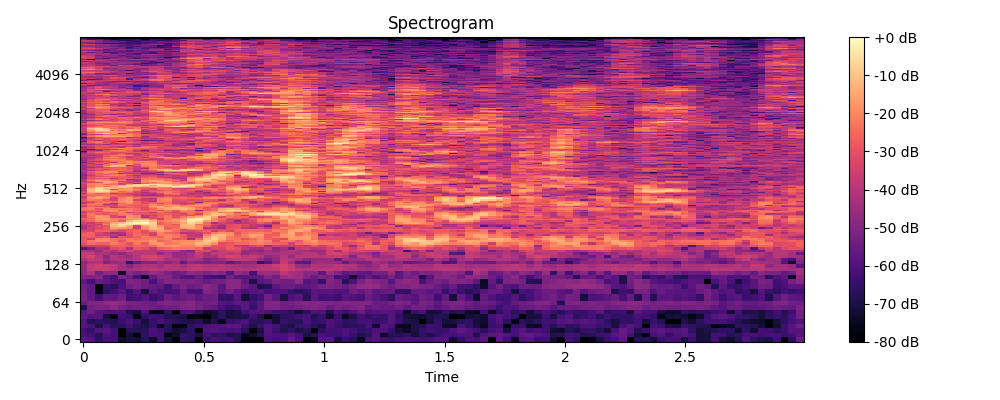 Spectrogram
Hz
4096
2048
1024
512
256
128
64
0
0
0.5
1
1.5
2
2.5
Time
+0 dB
-10 dB
-20 dB
-30 dB
-40 dB
-50 dB
-60 dB
-70 dB
-80 dB